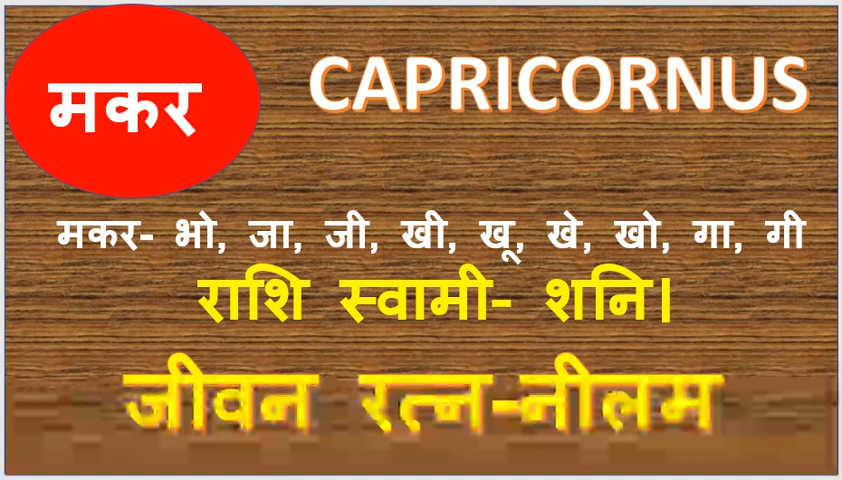 मकर
CAPRICORNUS
मकर- भो, जा, जी, खी, खू, खे, खो, गा, गी
राशि स्वामी- शनि।
जीवन रत्न-नीलम